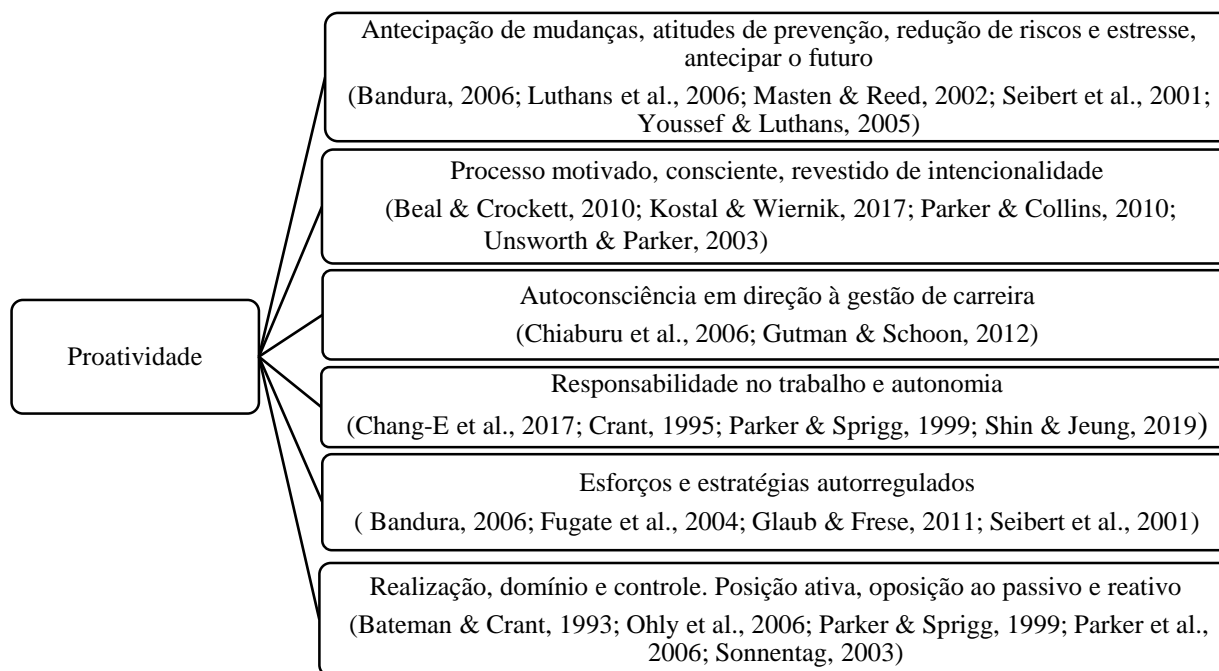 Antecipação de mudanças, atitudes de prevenção, redução de riscos e estresse,
antecipar o futuro
(Bandura, 2006; Luthans et al., 2006; Masten & Reed, 2002; Seibert et al., 2001;
Youssef & Luthans, 2005)
Processo motivado, consciente, revestido de intencionalidade
(Beal & Crockett, 2010; Kostal & Wiernik, 2017; Parker & Collins, 2010;
Unsworth & Parker, 2003)
Autoconsciência em direção à gestão de carreira
(Chiaburu et al., 2006; Gutman & Schoon, 2012)
Proatividade
Responsabilidade no trabalho e autonomia
(Chang-E et al., 2017; Crant, 1995; Parker & Sprigg, 1999; Shin & Jeung, 2019)
Esforços e estratégias autorregulados
( Bandura, 2006; Fugate et al., 2004; Glaub & Frese, 2011; Seibert et al., 2001)
Realização, domínio e controle. Posição ativa, oposição ao passivo e reativo
(Bateman & Crant, 1993; Ohly et al., 2006; Parker & Sprigg, 1999; Parker et al.,
2006; Sonnentag, 2003)